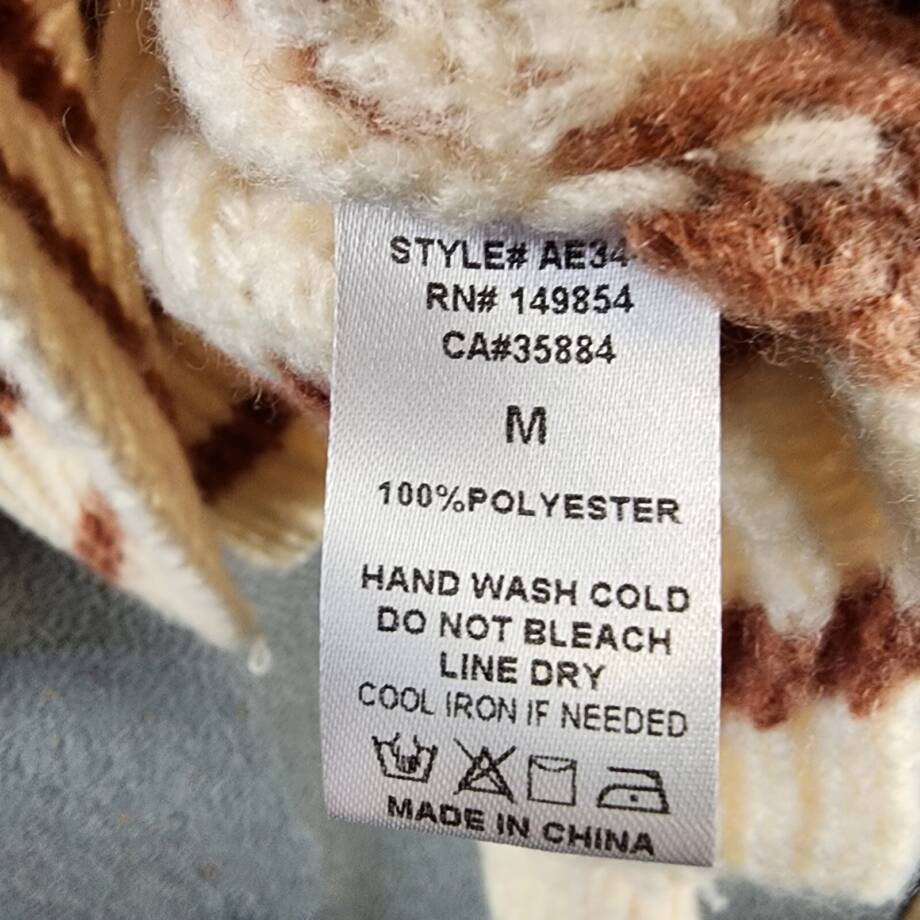 STYLE# AE34
RN# 149854
CA#35884
M
100%POLYESTER
HAND WASH COLD
DO NOT BLEACH
LINE DRY
COOL IRON IF NEEDED
MADE IN CHINA